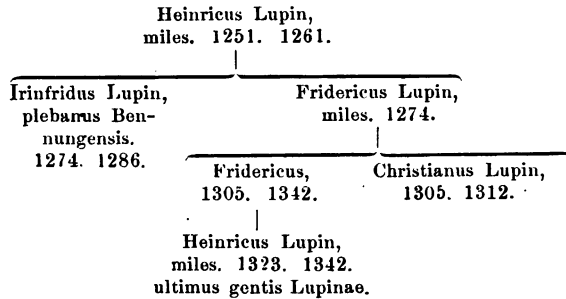 Heinricus Lupin,
miles. 1251. 1261.
Irinfridus Lupin,
plebanus Ben-
nungensis.
1274. 1286.
Fridericus Lupin,
miles. 1274.
Fridericus,
1305. 1342.
Christianus Lupin,
1305. 1312.
Heinricus Lupin,
miles. 1323. 1342.
ultimus gentis Lupinae.